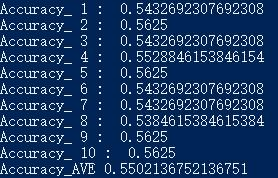 Accuracy_ 1 :  0.5432692307692308
Accuracy_ 2 :  0.5625
Accuracy_ 3 :  0.5432692307692308
Accuracy_ 4 :  0.5528846153846154
Accuracy_ 5 :  0.5625
Accuracy_ 6 :  0.5432692307692308
Accuracy_ 7 :  0.5432692307692308
Accuracy_ 8 :  0.5384615384615384
Accuracy_ 9 :  0.5625
Accuracy_ 10 :  0.5625
Accuracy_AVE 0.5502136752136751